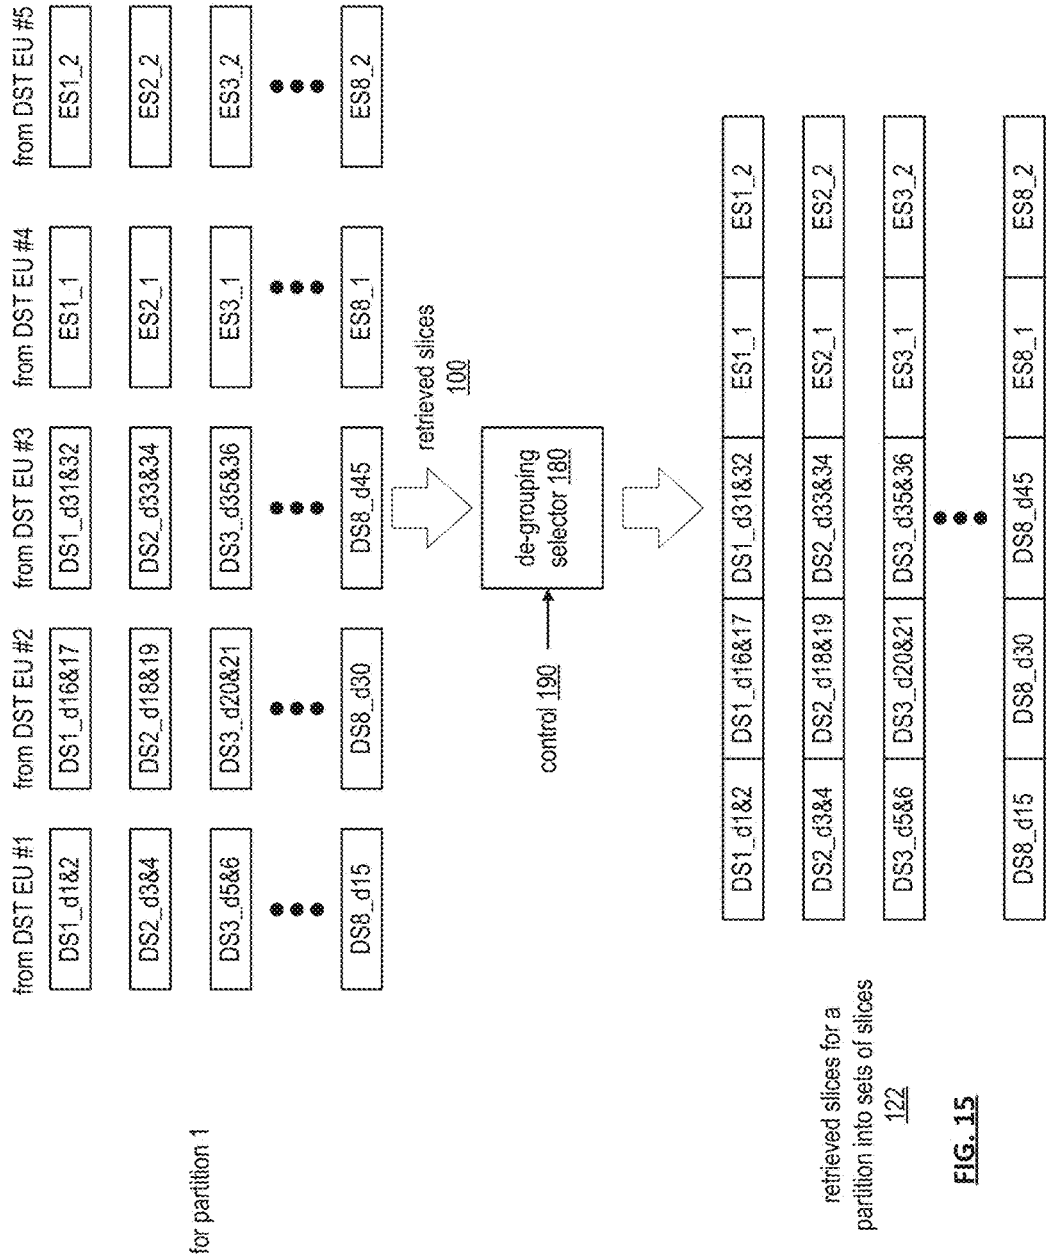 for partition 1
from DST EU #1
from DST EU #2
from DST EU #3
from DST EU #4
from DST EU #5
DS1_d1&2
DS1_d16&17
DS1_d31&32
ES1_1
ES1_2
DS2_d3&4
DS2_d18&19
DS2_d33&34
ES2_1
ES2_2
DS3_d5&6
DS3_d20&21
DS3_d35&36
ES3_1
ES3_2
DS8_d15
DS8_d30
DS8_d45
ES8_1
ES8_2
retrieved slices
100
control 190
de-grouping
selector 180
DS1_d1&2
DS1_d16&17
DS1_d31&32
ES1_1
ES1_2
DS2_d3&4
DS2_d18&19
DS2_d33&34
ES2_1
ES2_2
DS3_d5&6
DS3_d20&21
DS3_d35&36
ES3_1
ES3_2
DS8_d15
DS8_d30
DS8_d45
ES8_1
ES8_2
retrieved slices for a
partition into sets of slices
122
FIG. 15